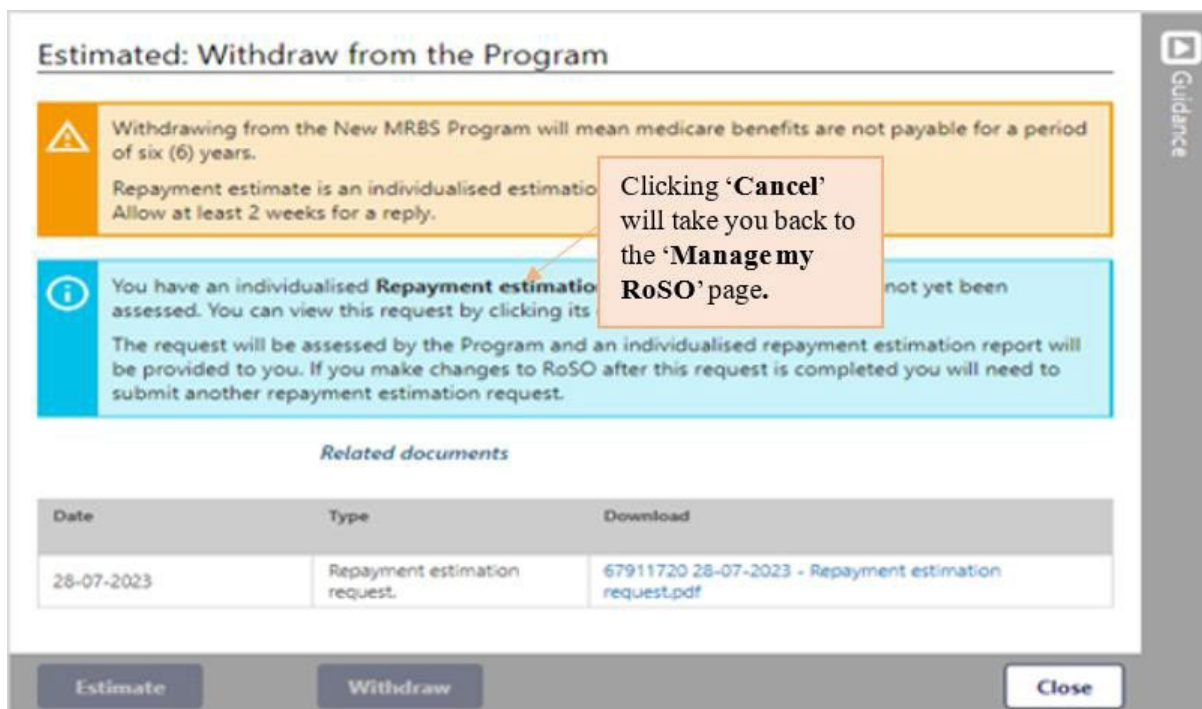 Estimated: Withdraw from the Program
Guidance
Withdrawing from the New MRBS Program will mean medicare benefits are not payable for a period
of six (6) years.
Repayment estimate is an individualised estimatio
Allow at least 2 weeks for a reply.
Clicking ‘Cancel’
will take you back to
the ‘Manage my
RoSO’ page.
You have an individualised Repayment estimatio not yet been
assessed. You can view this request by clicking its
The request will be assessed by the Program and an individualised repayment estimation report will
be provided to you. If you make changes to RoSO after this request is completed you will need to
submit another repayment estimation request.
Related documents
Date Type Download
28-07-2023 Repayment estimation 67911720 28-07-2023 - Repayment estimation
request. request.pdf
Estimate Withdraw Close